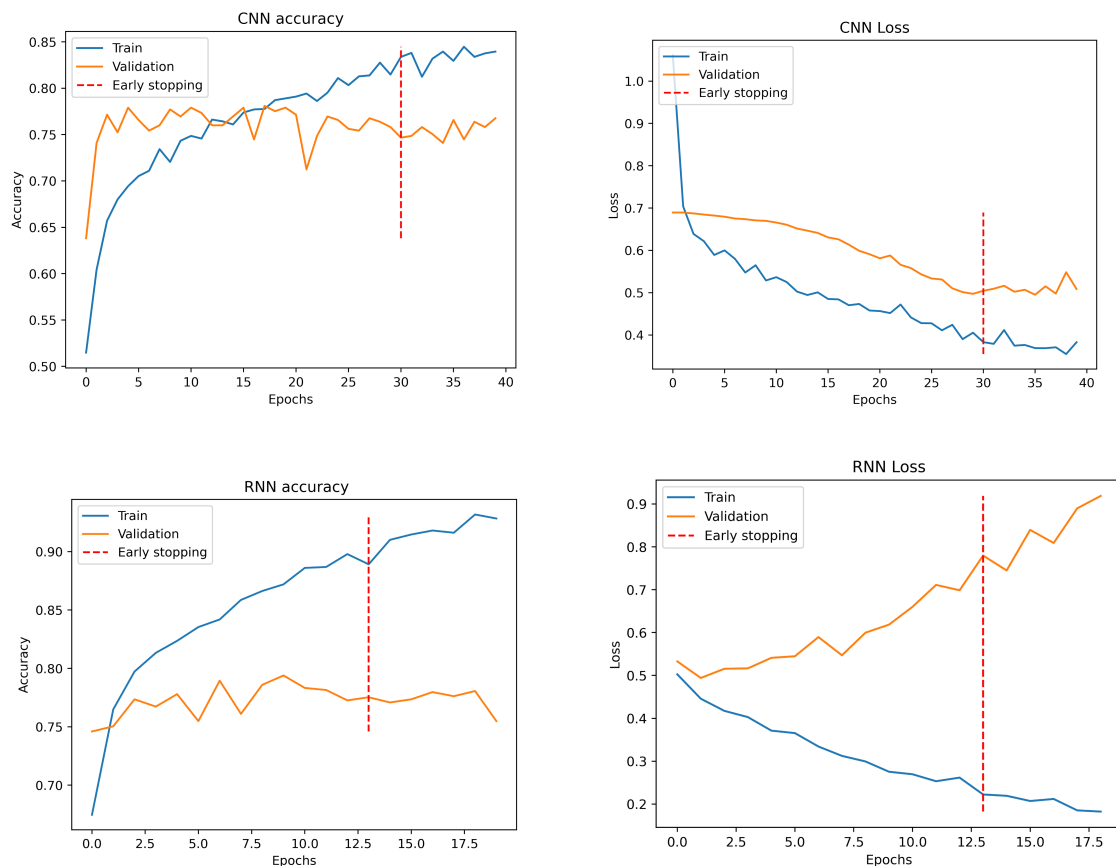 CNN accuracy
Train
Validation
Early stopping
0.85
0.80
0.75
0.70
0.65
0.60
0.55
0.50
Accuracy
0 5 10 15 20 25 30 35 40
Epochs
CNN Loss
Train
Validation
Early stopping
1.0
0.9
0.8
0.7
0.6
0.5
0.4
Loss
0 5 10 15 20 25 30 35 40
Epochs
RNN accuracy
Train
Validation
Early stopping
0.90
0.85
0.80
0.75
0.70
Accuracy
0.0 2.5 5.0 7.5 10.0 12.5 15.0 17.5
Epochs
RNN Loss
Train
Validation
Early stopping
0.9
0.8
0.7
0.6
0.5
0.4
0.3
0.2
Loss
0.0 2.5 5.0 7.5 10.0 12.5 15.0 17.5
Epochs